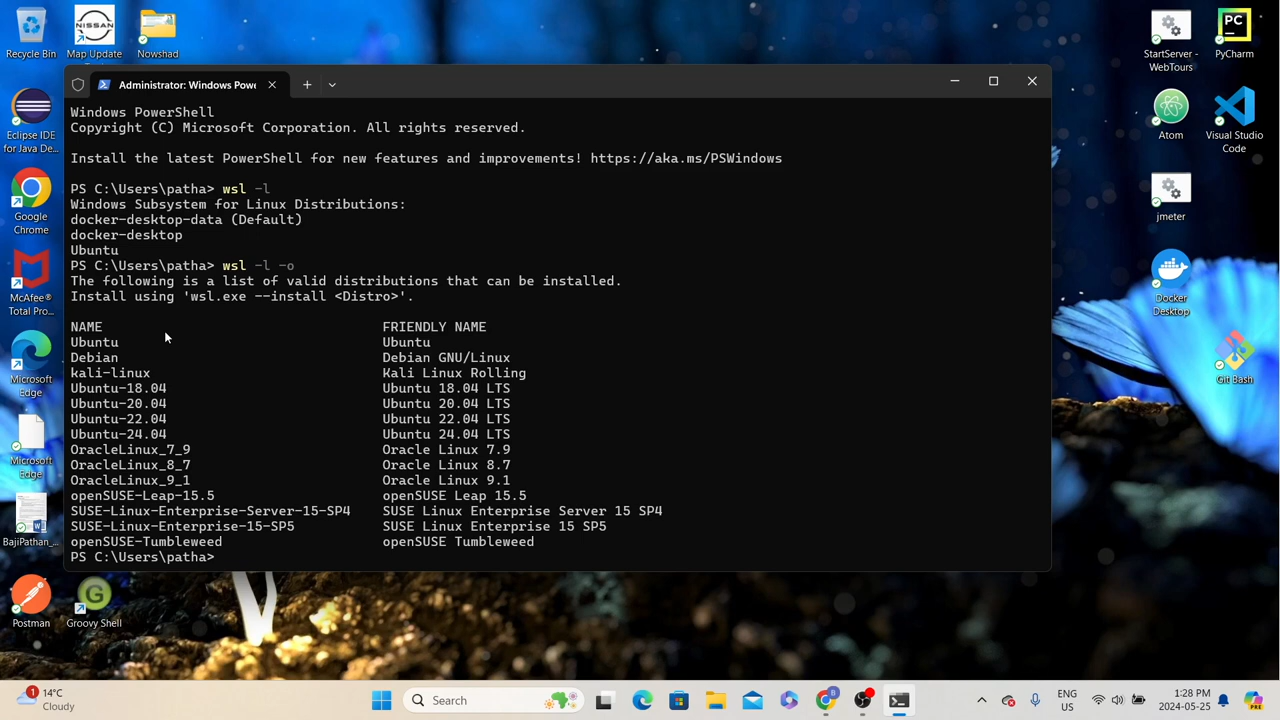 Recycle Bin
NISSAN
Map Update
Nowshad
StartServer - WebTours
PC
PyCharm
Administrator: Windows Powe
Windows PowerShell
Copyright (C) Microsoft Corporation. All rights reserved.
Install the latest PowerShell for new features and improvements! https://aka.ms/PSWindows
PS C:\Users\patha> wsl -l
Windows Subsystem for Linux Distributions:
docker-desktop-data (Default)
docker-desktop
Ubuntu
PS C:\Users\patha> wsl -l -o
The following is a list of valid distributions that can be installed.
Install using 'wsl.exe --install <Distro>'.
NAME FRIENDLY NAME
Ubuntu Ubuntu
Debian Debian GNU/Linux
kali-linux Kali Linux Rolling
Ubuntu-18.04 Ubuntu 18.04 LTS
Ubuntu-20.04 Ubuntu 20.04 LTS
Ubuntu-22.04 Ubuntu 22.04 LTS
Ubuntu-24.04 Ubuntu 24.04 LTS
OracleLinux_7_9 Oracle Linux 7.9
OracleLinux_8_7 Oracle Linux 8.7
OracleLinux_9_1 Oracle Linux 9.1
openSUSE-Leap-15.5 openSUSE Leap 15.5
SUSE-Linux-Enterprise-Server-15-SP4 SUSE Linux Enterprise Server 15 SP4
SUSE-Linux-Enterprise-15-SP5 SUSE Linux Enterprise 15 SP5
openSUSE-Tumbleweed openSUSE Tumbleweed
PS C:\Users\patha>
Eclipse IDE
for Java De...
Google
Chrome
McAfee®
Total Pro...
Microsoft
Edge
Microsoft
Edge
BajiPathan_...
Postman
G
Groovy Shell
Atom
Visual Studio
Code
jmeter
Docker
Desktop
Git Bash
1
14°C
Cloudy
Search
B
ENG
US
1:28 PM
2024-05-25
PRE